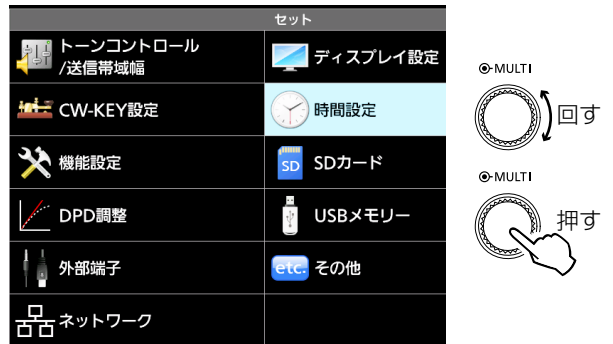 セット
トーンコントロール
/送信帯域幅
ディスプレイ設定
CW-KEY設定
時間設定
機能設定
SD
SDカード
DPD調整
USBメモリー
外部端子
etc.
その他
ネットワーク
MULTI
回す
MULTI
押す